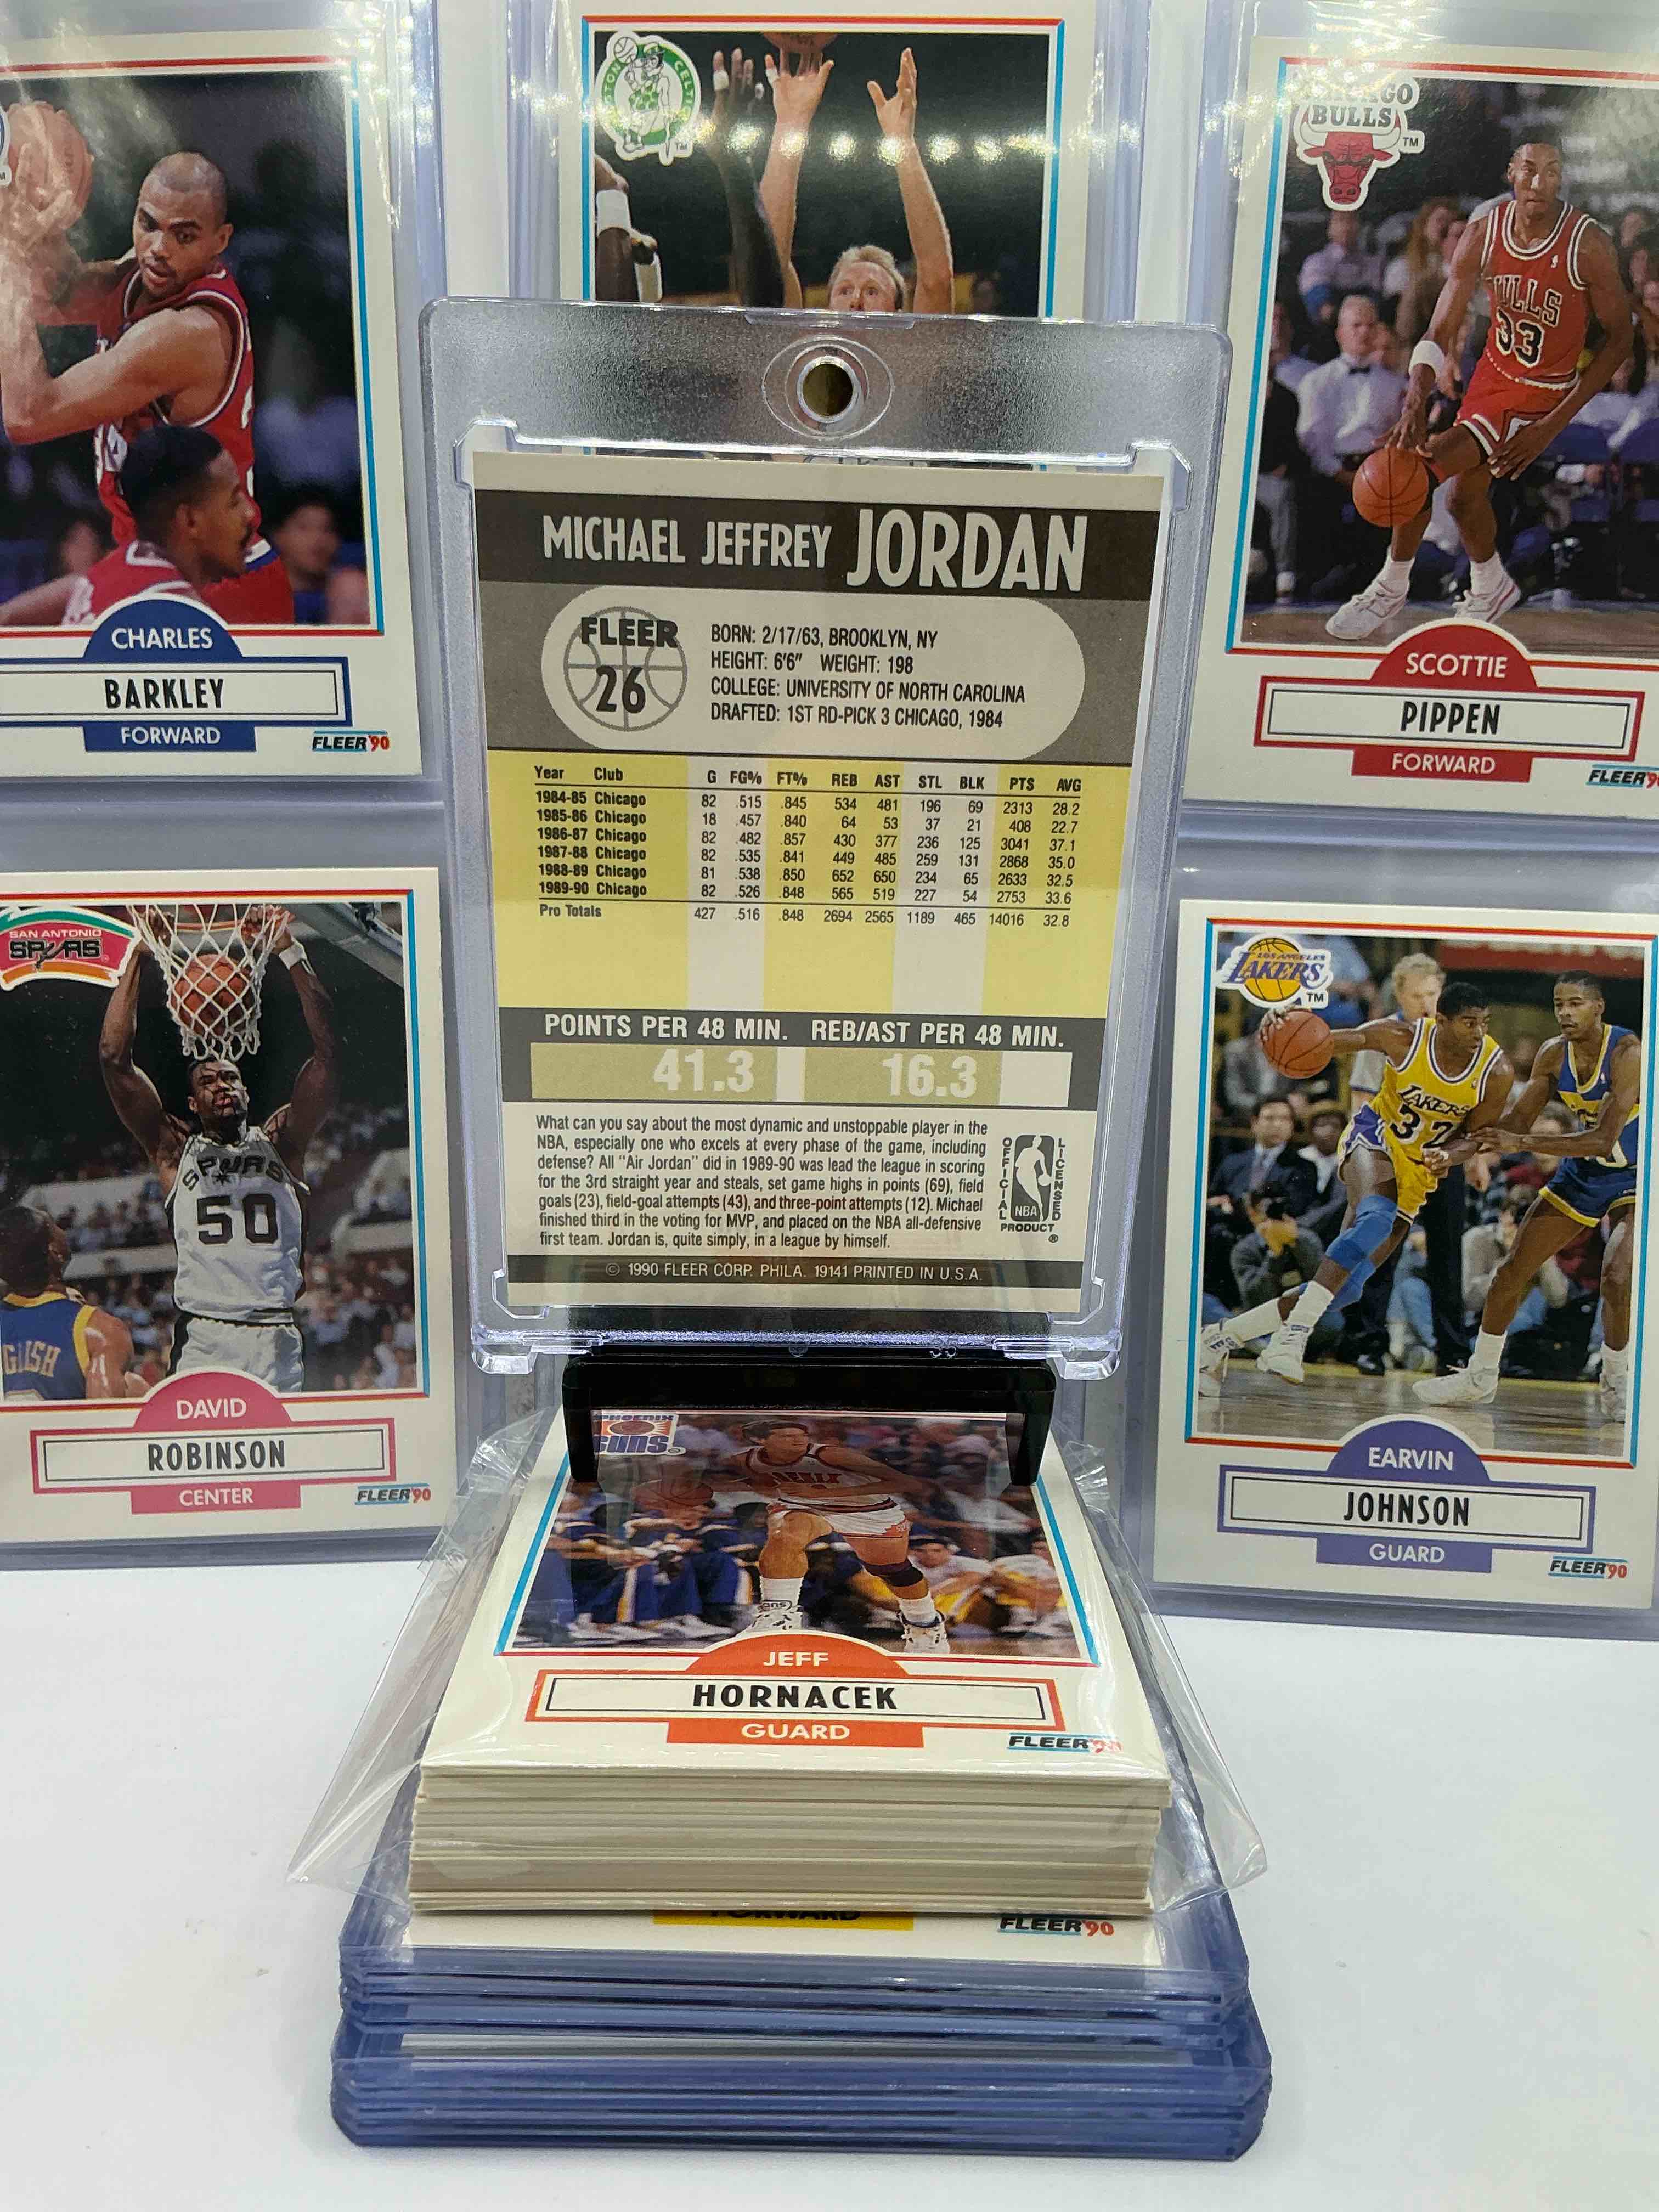 CELTI
TM
CHICAGO
BULLS
TM
BULLS
33
CHARLES
BARKLEY
FORWARD
FLEER'90
SCOTTIE
PIPPEN
FORWARD
FLEER'9
MICHAEL JEFFREY JORDAN
FLEER
26
BORN: 2/17/63, BROOKLYN, NY
HEIGHT: 6'6" WEIGHT: 198
COLLEGE: UNIVERSITY OF NORTH CAROLINA
DRAFTED: 1ST RD-PICK 3 CHICAGO, 1984
Year Club G FG% FT% REB AST STL BLK PTS AVG
1984-85 Chicago 82 .515 .845 534 481 196 69 2313 28.2
1985-86 Chicago 18 .457 .840 64 53 37 21 408 22.7
1986-87 Chicago 82 .482 .857 430 377 236 125 3041 37.1
1987-88 Chicago 82 .535 .841 449 485 259 131 2868 35.0
1988-89 Chicago 81 .538 .850 652 650 234 65 2633 32.5
1989-90 Chicago 82 .526 .848 565 519 227 54 2753 33.6
Pro Totals 427 .516 .848 2694 2565 1189 465 14016 32.8
POINTS PER 48 MIN. REB/AST PER 48 MIN.
41.3 16.3
What can you say about the most dynamic and unstoppable player in the
NBA, especially one who excels at every phase of the game, including
defense? All "Air Jordan" did in 1989-90 was lead the league in scoring
for the 3rd straight year and steals, set game highs in points (69), field
goals (23), field-goal attempts (43), and three-point attempts (12). Michael
finished third in the voting for MVP, and placed on the NBA all-defensive
first team. Jordan is, quite simply, in a league by himself.
OFFICIAL
LICENSED
NBA
PRODUCT ®
© 1990 FLEER CORP. PHILA. 19141 PRINTED IN U.S.A.
SAN ANTONIO
SPURS
SPURS
50
GLISH
DAVID
ROBINSON
CENTER
FLEER'90
LOS ANGELES
LAKERS
TM
LAKERS
32
EARVIN
JOHNSON
GUARD
FLEER'90
PHOENIX
SUNS
JEFF
HORNACEK
GUARD
FLEER'90
FORWARD
FLEER'90